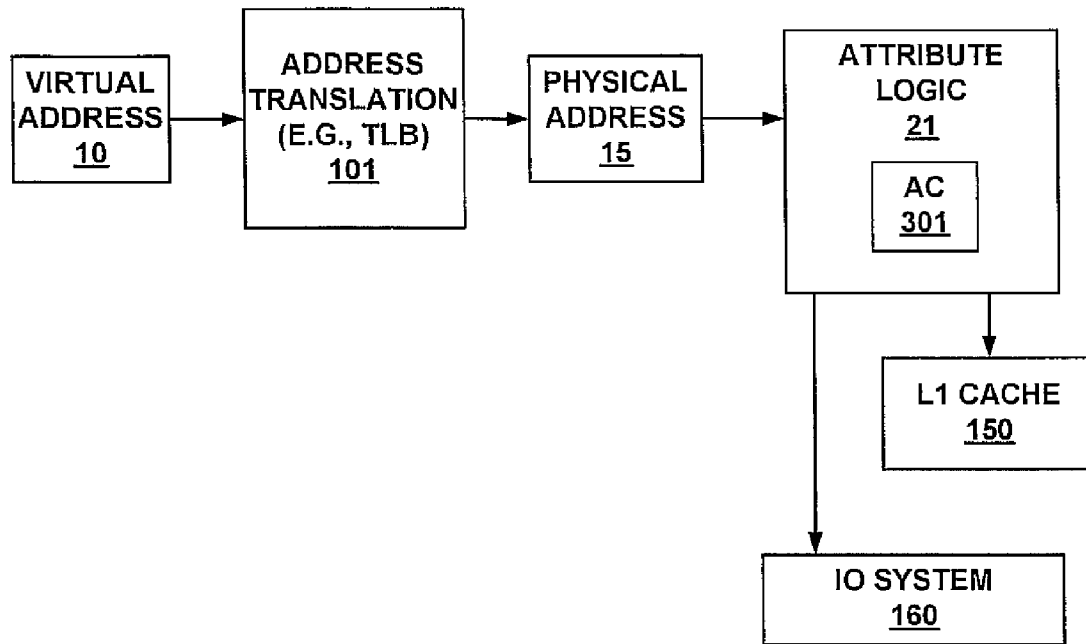 VIRTUAL
ADDRESS
10
ADDRESS
TRANSLATION
(E.G., TLB)
101
PHYSICAL
ADDRESS
15
ATTRIBUTE
LOGIC
21
AC
301
L1 CACHE
150
IO SYSTEM
160